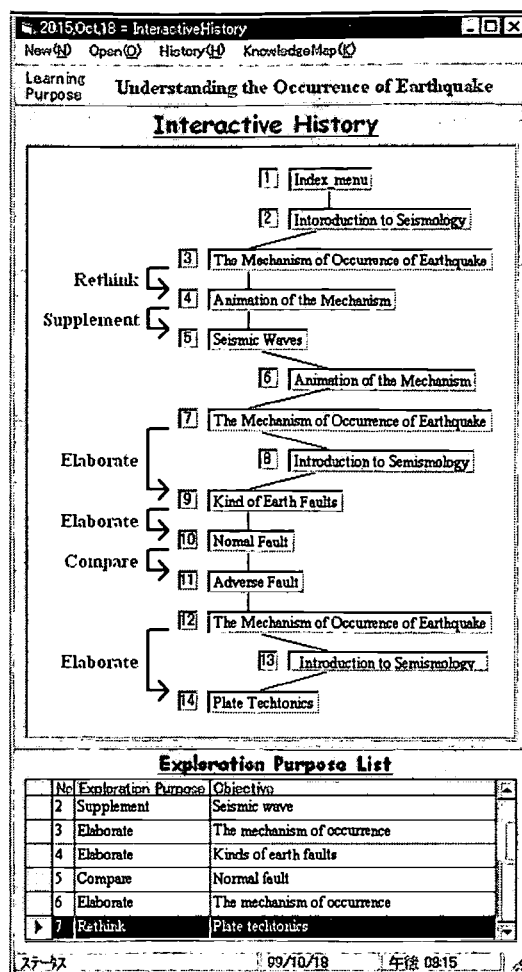 2015,Oct,18 = InteractiveHistory
New(N) Open(O) History(H) KnowledgeMap(K)
Learning Purpose Understanding the Occurrence of Earthquake
Interactive History
1 Index menu
2 Intoroduction to Seismology
3 The Mechanism of Occurrence of Earthquake
Rethink
4 Animation of the Mechanism
Supplement
5 Seismic Waves
6 Animation of the Mechanism
7 The Mechanism of Occurrence of Earthquake
Elaborate
8 Introduction to Semismology
9 Kind of Earth Faults
Elaborate
10 Nomal Fault
Compare
11 Adverse Fault
12 The Mechanism of Occurrence of Earthquake
Elaborate
13 Introduction to Semismology
14 Plate Techtonics
Exploration Purpose List
No Exploration Purpose Objective
2 Supplement Seismic wave
3 Elaborate The mechanism of occurrence
4 Elaborate Kinds of earth faults
5 Compare Normal fault
6 Elaborate The mechanism of occurrence
7 Rethink Plate techtonics
ステータス 99/10/18 午後 08:15